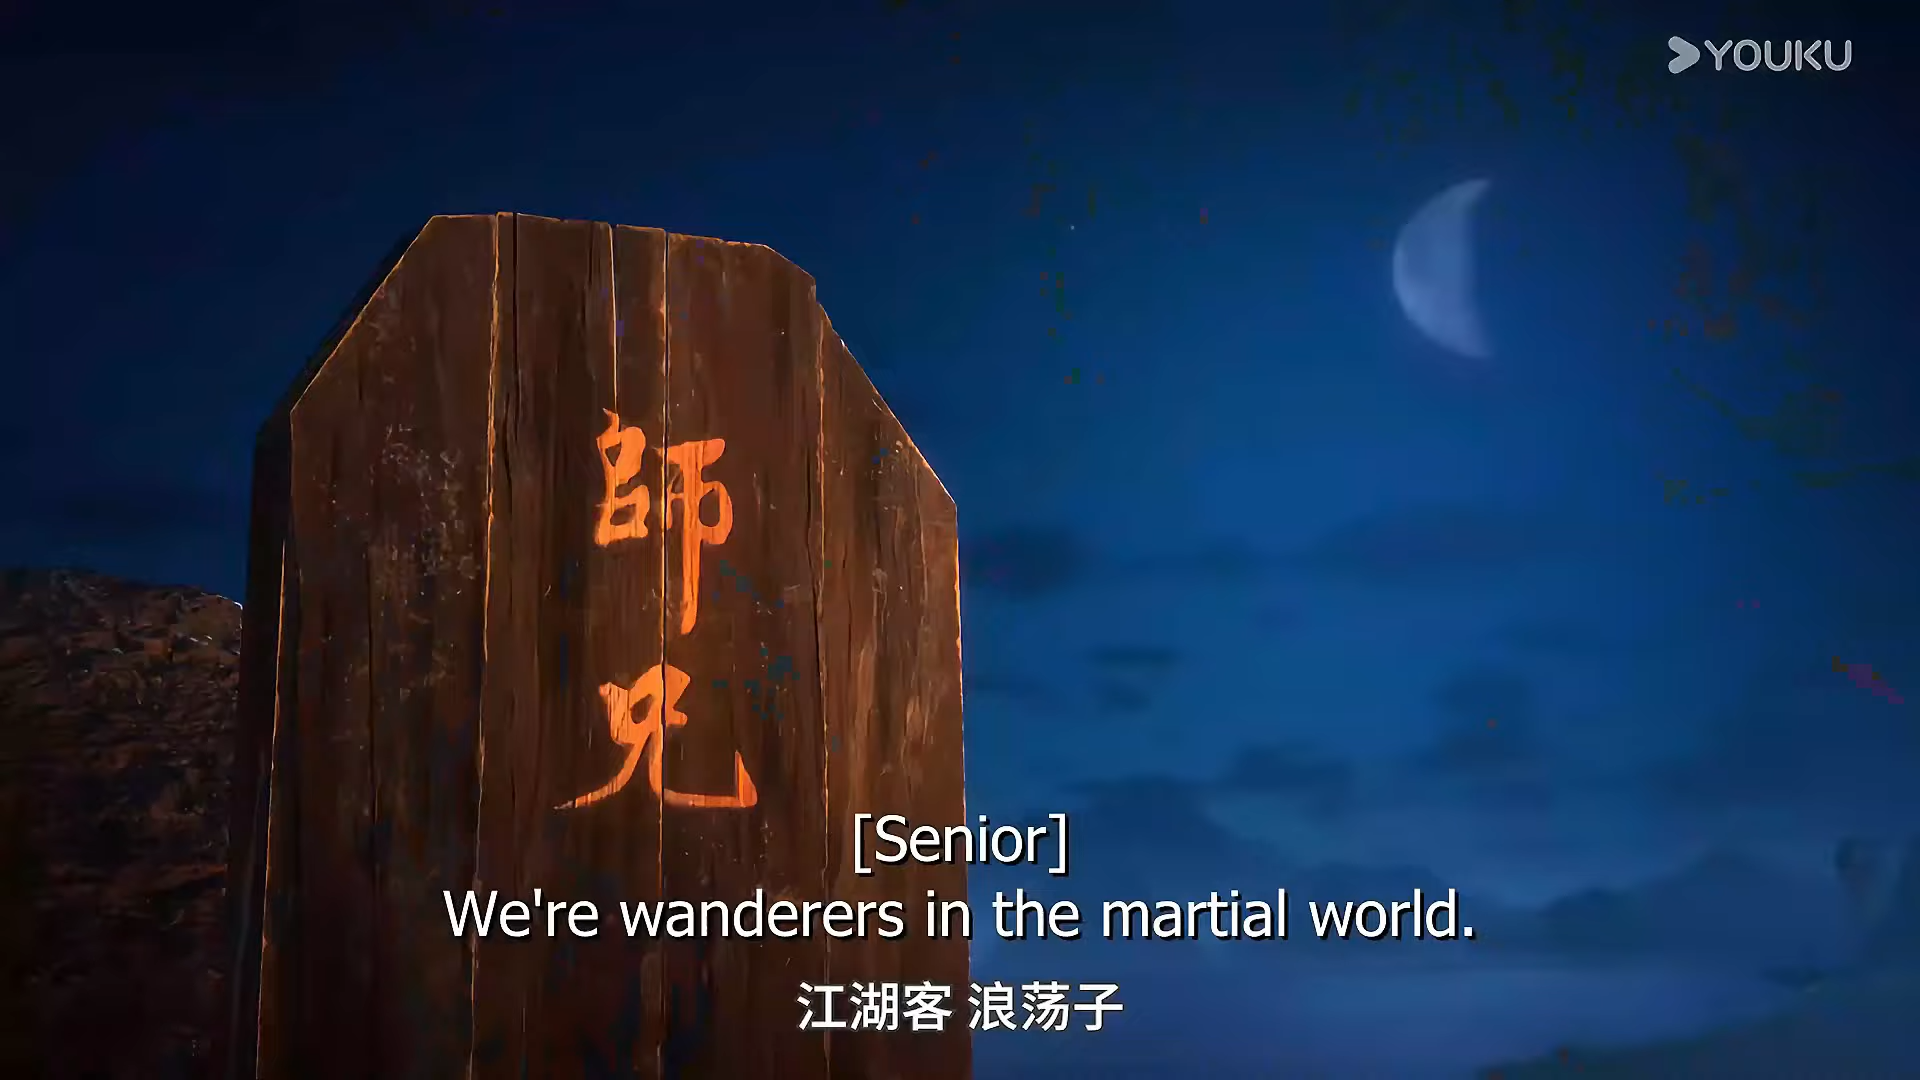 YOUKU
師
兄
[Senior]
We're wanderers in the martial world.
江湖客 浪荡子